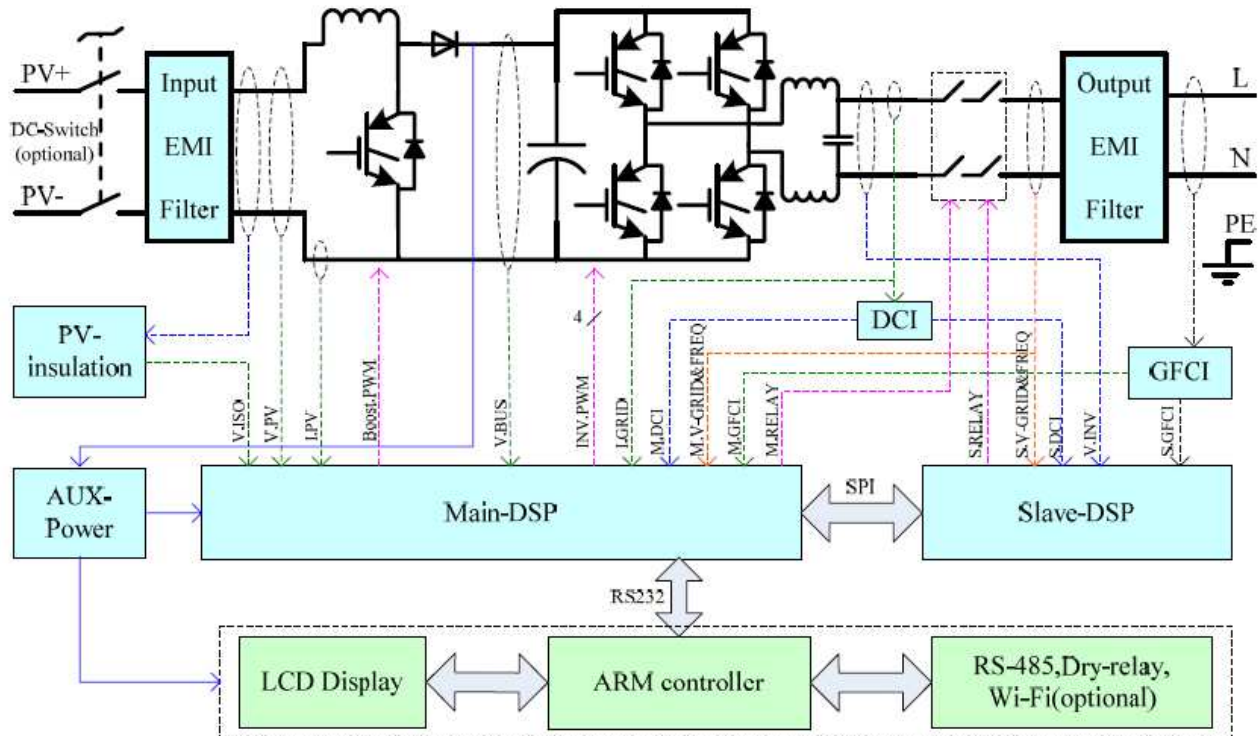 PV+
DC-Switch
(optional)
PV-
Input
EMI
Filter
Output
EMI
Filter
L
N
PE
PV-
insulation
4
DCI
GFCI
V.ISO
V.PV
I.PV
Boost.PWM
V.BUS
INV.PWM
I.GRID
M.DCI
M.V-GRID&FREQ
M.GFCI
M.RELAY
S.RELAY
S.V-GRID&FREQ
S.DCI
V.INV
S.GFCI
AUX-
Power
Main-DSP
SPI
Slave-DSP
RS232
LCD Display
ARM controller
RS-485,Dry-relay,
Wi-Fi(optional)